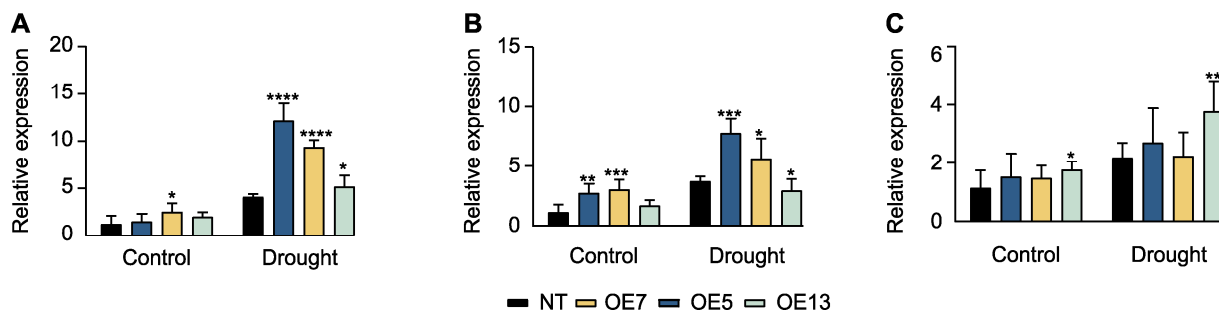 A
Relative expression
20
15
10
5
0
*
****
****
*
Control
Drought
B
Relative expression
15
10
5
0
**
***
***
*
*
Control
Drought
C
Relative expression
6
4
2
0
*
**
Control
Drought
NT OE7 OE5 OE13